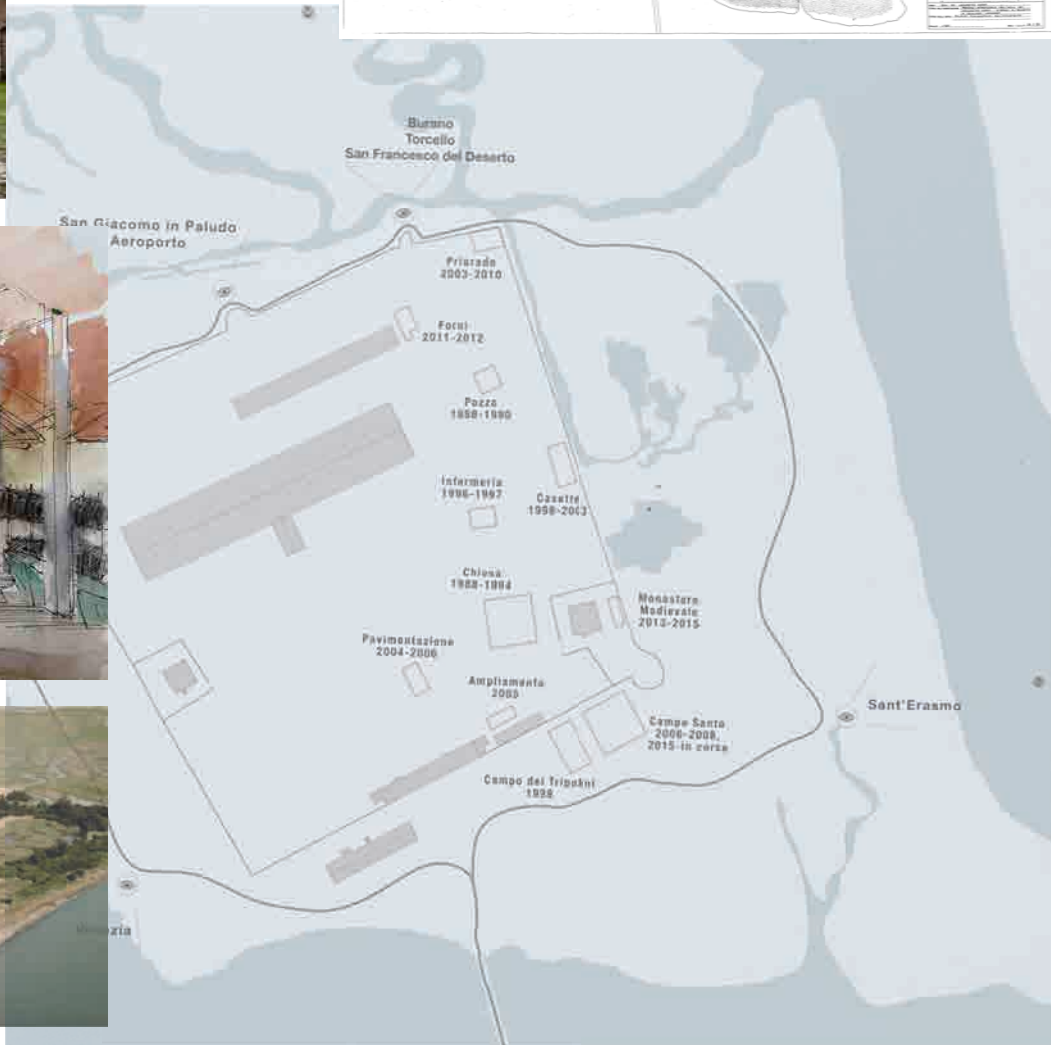 Burano
Torcello
San Francesco del Deserto
San Giacomo in Paludo
Aeroporto
Priorado
2003-2010
Forni
2011-2012
Pozzo
1988-1990
Infermeria
1996-1997
Casette
1998-2003
Chiesa
1988-1994
Monastero
Medievale
2013-2015
Pavimentazione
2004-2006
Ampliamento
2003
Sant'Erasmo
Campo Santo
2006-2008,
2015-in corso
Campo dei Tripolini
1998